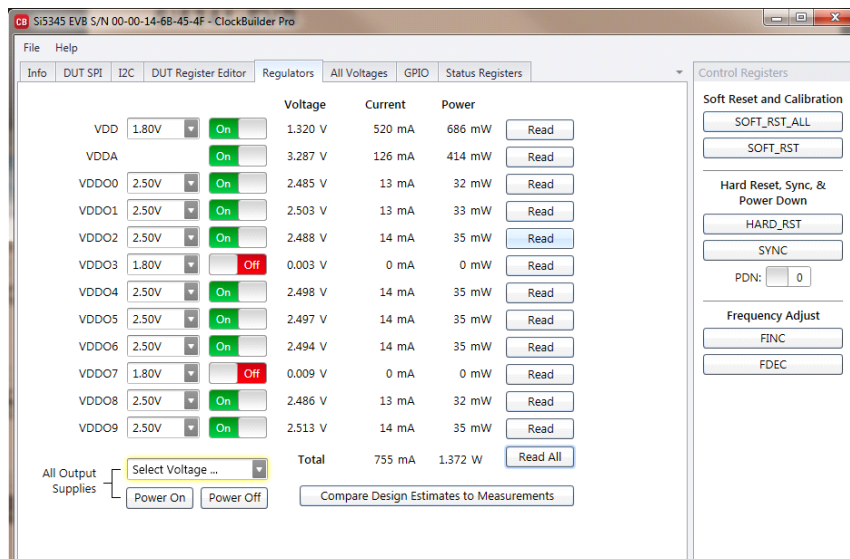 CB Si5345 EVB S/N 00-00-14-6B-45-4F - ClockBuilder Pro
File Help
Info DUT SPI I2C DUT Register Editor Regulators All Voltages GPIO Status Registers
Control Registers
Voltage Current Power
VDD 1.80V On 1.320 V 520 mA 686 mW Read
VDDA On 3.287 V 126 mA 414 mW Read
VDDO0 2.50V On 2.485 V 13 mA 32 mW Read
VDDO1 2.50V On 2.503 V 13 mA 33 mW Read
VDDO2 2.50V On 2.488 V 14 mA 35 mW Read
VDDO3 1.80V Off 0.003 V 0 mA 0 mW Read
VDDO4 2.50V On 2.498 V 14 mA 35 mW Read
VDDO5 2.50V On 2.497 V 14 mA 35 mW Read
VDDO6 2.50V On 2.494 V 14 mA 35 mW Read
VDDO7 1.80V Off 0.009 V 0 mA 0 mW Read
VDDO8 2.50V On 2.486 V 13 mA 32 mW Read
VDDO9 2.50V On 2.513 V 14 mA 35 mW Read
Total 755 mA 1.372 W Read All
All Output
Supplies
Select Voltage ...
Power On Power Off
Compare Design Estimates to Measurements
Soft Reset and Calibration
SOFT_RST_ALL
SOFT_RST
Hard Reset, Sync, &
Power Down
HARD_RST
SYNC
PDN: 0
Frequency Adjust
FINC
FDEC